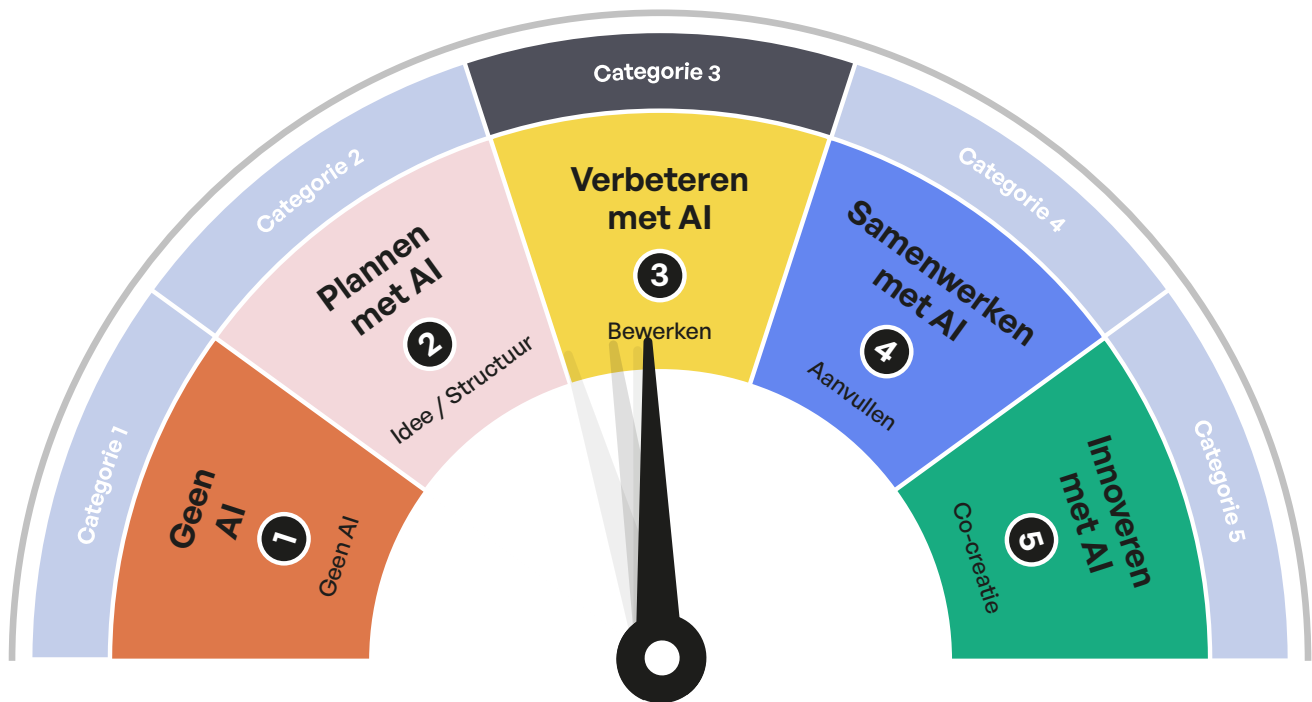 Categorie 1
Geen
AI
1
Geen AI
Categorie 2
Plannen
met AI
2
Idee / Structuur
Categorie 3
Verbeteren
met AI
3
Bewerken
Categorie 4
Samenwerken
met AI
4
Aanvullen
Categorie 5
Innoveren
met AI
5
Co-creatie